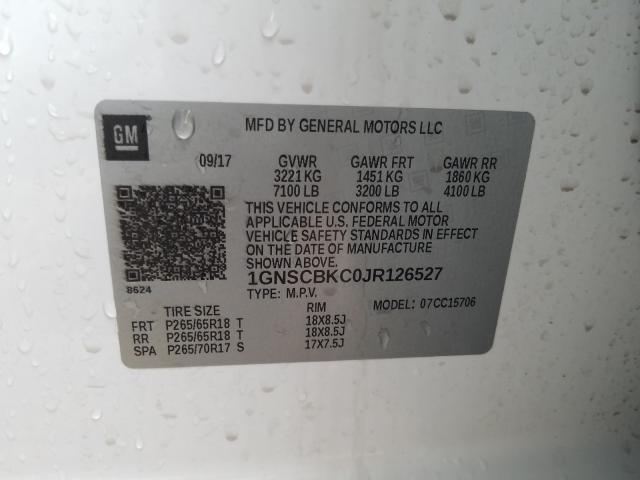 GM
MFD BY GENERAL MOTORS LLC
09/17 GVWR GAWR FRT GAWR RR
3221 KG 1451 KG 1860 KG
7100 LB 3200 LB 4100 LB
THIS VEHICLE CONFORMS TO ALL
APPLICABLE U.S. FEDERAL MOTOR
VEHICLE SAFETY STANDARDS IN EFFECT
ON THE DATE OF MANUFACTURE
SHOWN ABOVE.
1GNSCBKC0JR126527
8624
TYPE: M.P.V.
MODEL: 07CC15706
TIRE SIZE RIM
FRT P265/65R18 T 18X8.5J
RR P265/65R18 T 18X8.5J
SPA P265/70R17 S 17X7.5J